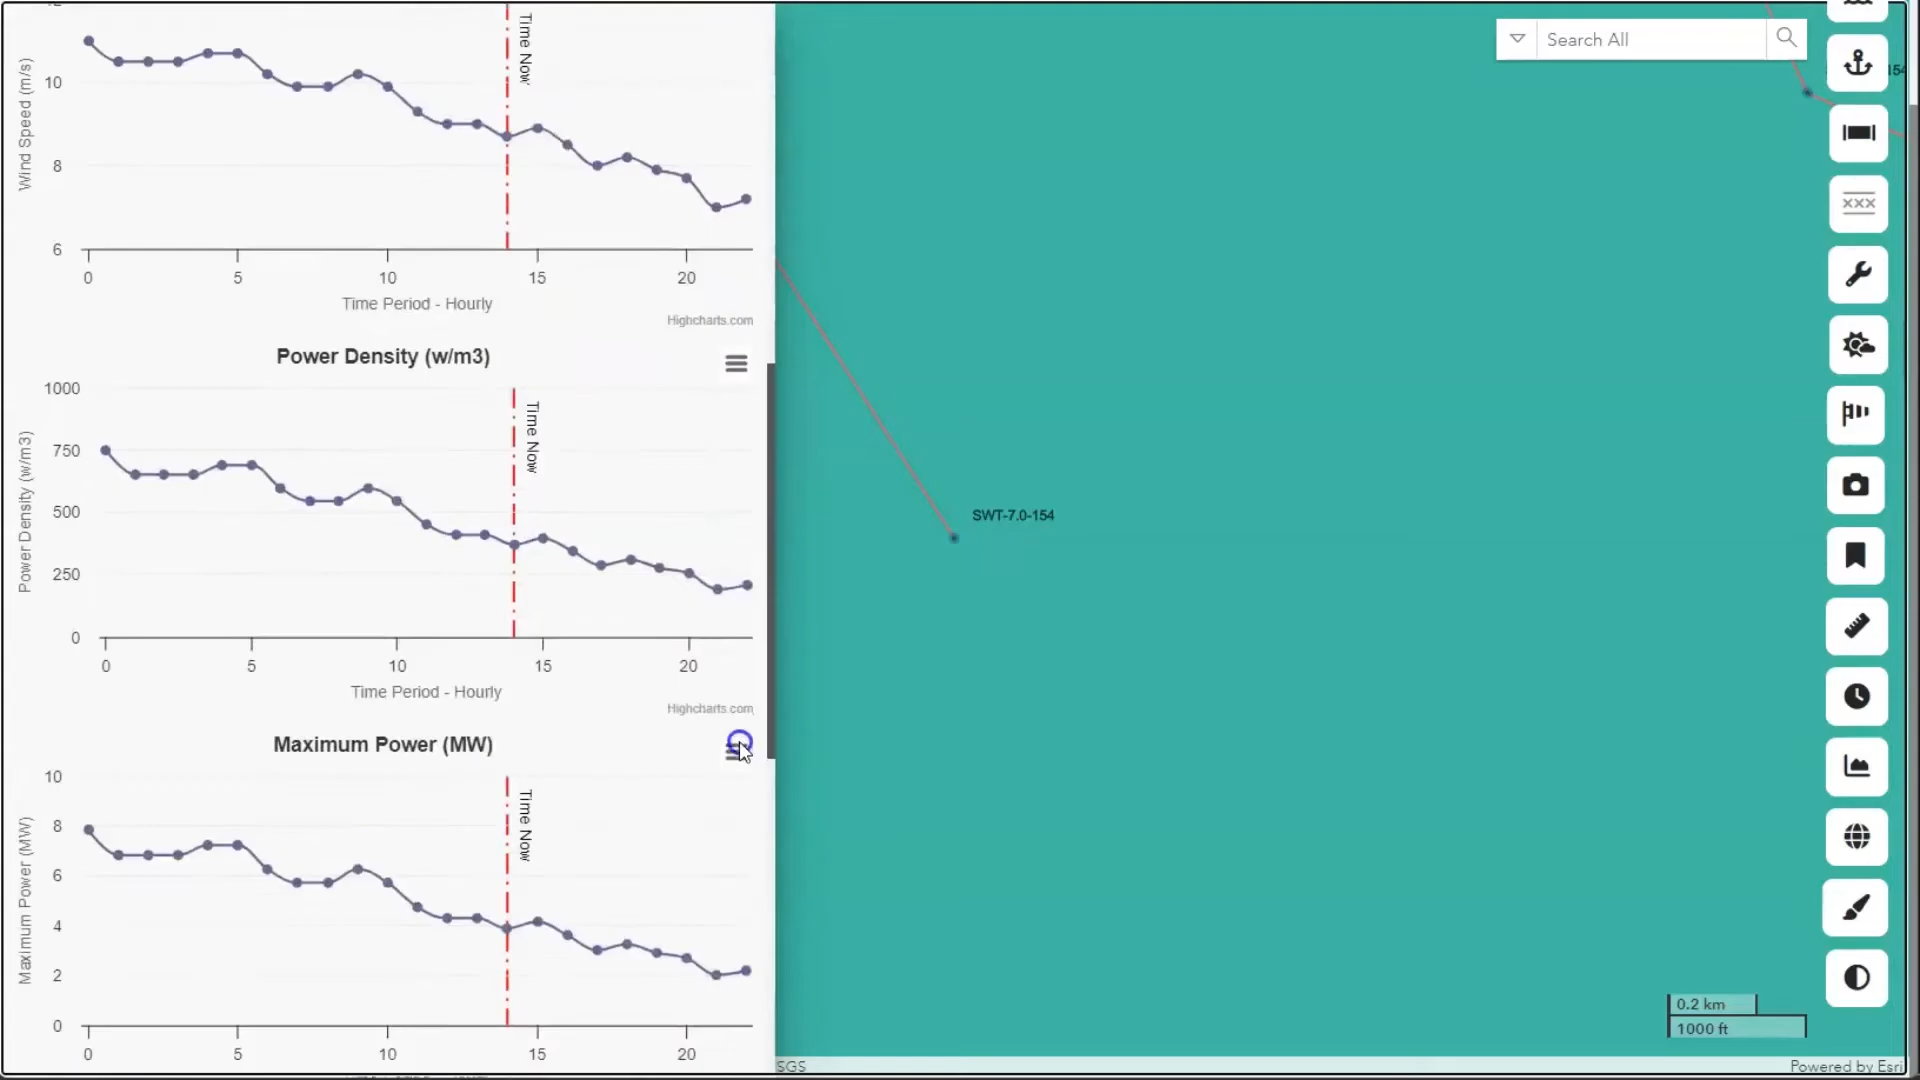 12
10
8
6
Wind Speed (m/s)
Time Now
0 5 10 15 20
Time Period - Hourly
Highcharts.com
Power Density (w/m3)
1000
750
500
250
0
Power Density (w/m3)
Time Now
0 5 10 15 20
Time Period - Hourly
Highcharts.com
Maximum Power (MW)
10
8
6
4
2
0
Maximum Power (MW)
Time Now
0 5 10 15 20
Search All
154
SWT-7.0-154
xxx
0.2 km
1000 ft
SGS
Powered by Esri